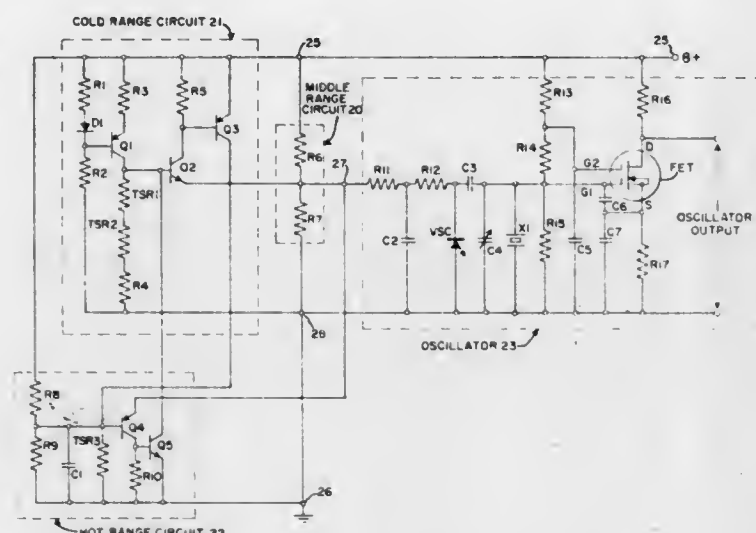 COLD RANGE CIRCUIT 21
25
25
B+
R1
R3
R5
MIDDLE
RANGE
CIRCUIT 20
R13
R16
D1
Q1
Q3
R6
27
R14
D
R2
Q2
TSR1
R11
R12
C3
G2
G1
FET
R7
C6
S
TSR2
VSC
C4
X1
R15
OSCILLATOR
OUTPUT
C2
C5
C7
R4
R17
28
OSCILLATOR 23
R8
R9
TSR3
Q4
Q5
C1
R10
26
HOT RANGE CIRCUIT 22